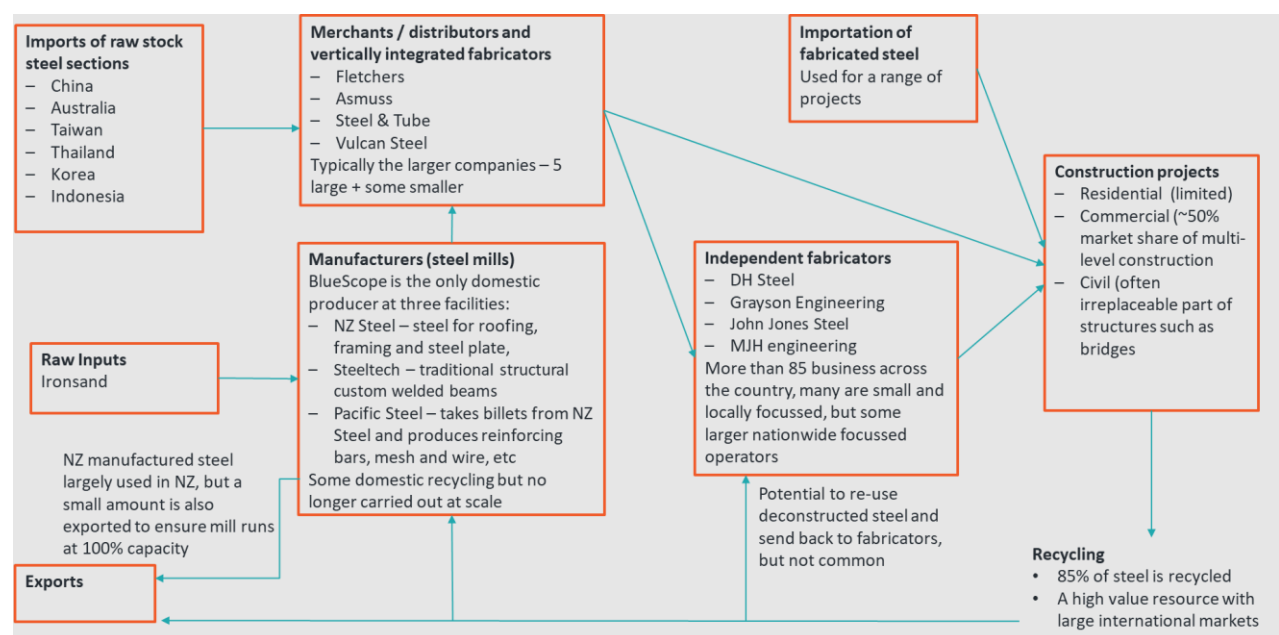 Imports of raw stock
steel sections
– China
– Australia
– Taiwan
– Thailand
– Korea
– Indonesia
Merchants / distributors and
vertically integrated fabricators
– Fletchers
– Asmuss
– Steel & Tube
– Vulcan Steel
Typically the larger companies – 5
large + some smaller
Importation of
fabricated steel
Used for a range of
projects
Raw Inputs
Ironsand
Manufacturers (steel mills)
BlueScope is the only domestic
producer at three facilities:
– NZ Steel – steel for roofing,
framing and steel plate,
– Steeltech – traditional structural
custom welded beams
– Pacific Steel – takes billets from NZ
Steel and produces reinforcing
bars, mesh and wire, etc
Some domestic recycling but no
longer carried out at scale
Independent fabricators
– DH Steel
– Grayson Engineering
– John Jones Steel
– MJH engineering
More than 85 business across
the country, many are small and
locally focussed, but some
larger nationwide focussed
operators
Construction projects
– Residential (limited)
– Commercial (~50%
market share of multi-
level construction
– Civil (often
irreplaceable part of
structures such as
bridges
NZ manufactured steel
largely used in NZ, but a
small amount is also
exported to ensure mill runs
at 100% capacity
Exports
Potential to re-use
deconstructed steel and
send back to fabricators,
but not common
Recycling
• 85% of steel is recycled
• A high value resource with
large international markets